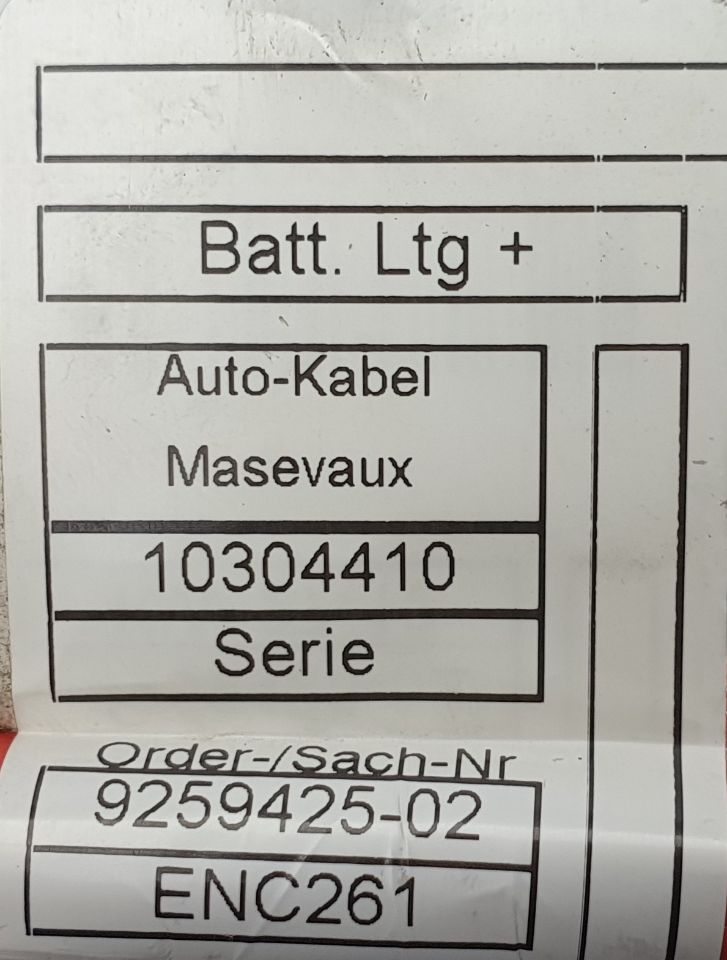 Batt. Ltg +
Auto-Kabel
Masevaux
10304410
Serie
Order-/Sach-Nr
9259425-02
ENC261